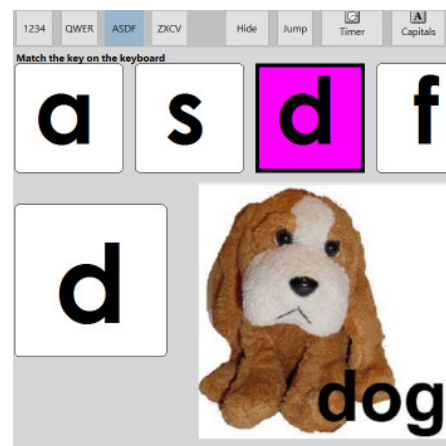 1234 QWER ASDF ZXCV Hide Jump Timer Capitals
Match the key on the keyboard
a s d f
d
dog